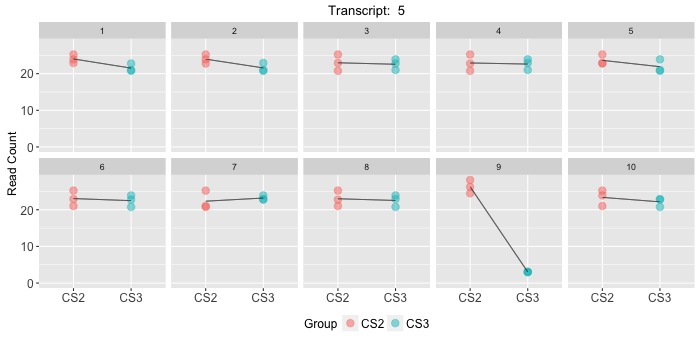 Transcript: 5
1 2 3 4 5
20
10
0
Read Count
6 7 8 9 10
20
10
0
CS2 CS3 CS2 CS3 CS2 CS3 CS2 CS3 CS2 CS3
Group CS2 CS3